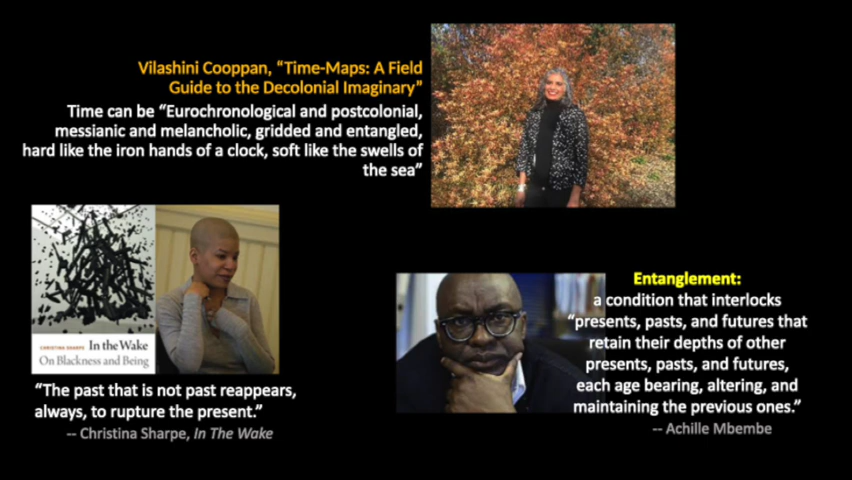 Vilashini Cooppan, “Time-Maps: A Field
Guide to the Decolonial Imaginary”
Time can be “Eurochronological and postcolonial,
messianic and melancholic, gridded and entangled,
hard like the iron hands of a clock, soft like the swells of
the sea”
CHRISTINA SHARPE In the Wake
On Blackness and Being
“The past that is not past reappears,
always, to rupture the present.”
-- Christina Sharpe, In The Wake
Entanglement:
a condition that interlocks
“presents, pasts, and futures that
retain their depths of other
presents, pasts, and futures,
each age bearing, altering, and
maintaining the previous ones.”
-- Achille Mbembe